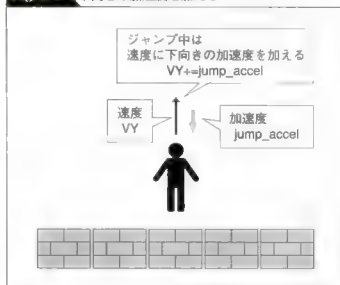 ジャンプ中は
速度に下向きの加速度を加える
VY+=jump_accel
速度
VY
加速度
jump_accel